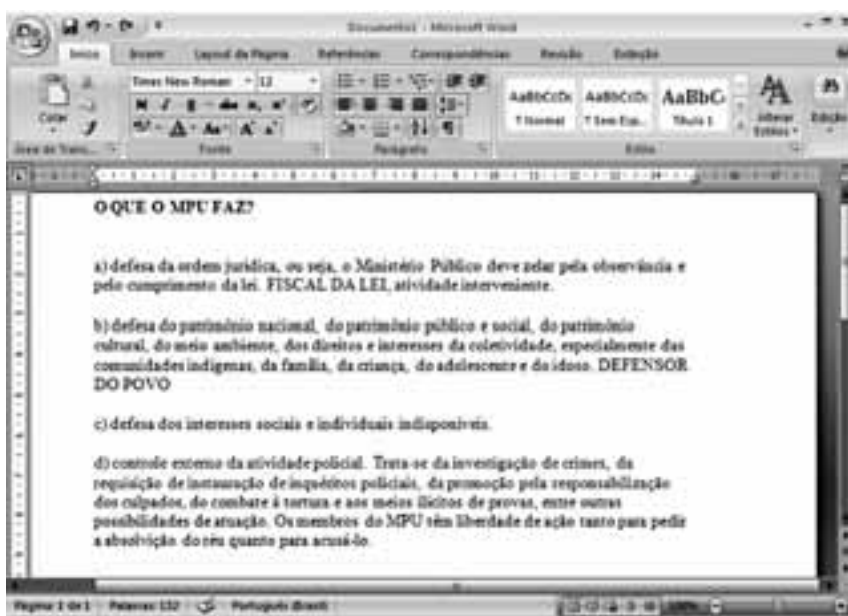 Documento1 - Microsoft Word
Início Inserir Layout da Página Referências Correspondências Revisão Exibição
Times New Roman 12
AaBbCcDc AaBbCcDc AaBbC
Colar
¶ Normal ¶ Sem Esp... Título 1 Alterar Estilos Edição
Área de Trans... Fonte Parágrafo Estilo
O QUE O MPU FAZ?
a) defesa da ordem jurídica, ou seja, o Ministério Público deve zelar pela observância e
pelo cumprimento da lei. FISCAL DA LEI, atividade interveniente.
b) defesa do patrimônio nacional, do patrimônio público e social, do patrimônio
cultural, do meio ambiente, dos direitos e interesses da coletividade, especialmente das
comunidades indígenas, da família, da criança, do adolescente e do idoso. DEFENSOR
DO POVO
c) defesa dos interesses sociais e individuais indisponíveis.
d) controle externo da atividade policial. Trata-se da investigação de crimes, da
requisição de instauração de inquéritos policiais, da promoção pela responsabilização
dos culpados, do combate à tortura e aos meios ilícitos de provas, entre outras
possibilidades de atuação. Os membros do MPU têm liberdade de ação tanto para pedir
a absolvição do réu quanto para acusá-lo.
Página 1 de 1 Palavras: 132 Português (Brasil) 100%